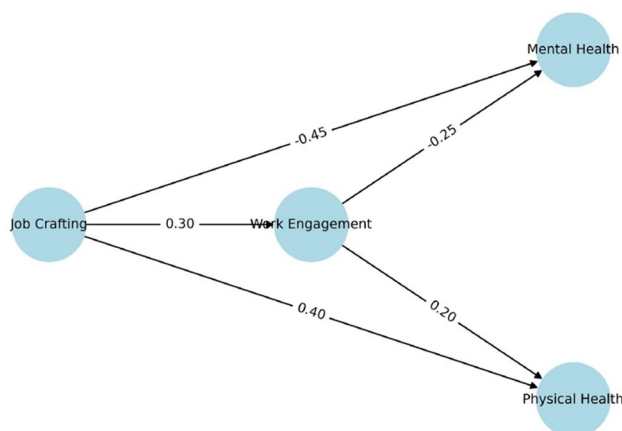 Mental Health
-0.45
-0.25
Job Crafting
0.30
Work Engagement
0.40
0.20
Physical Health